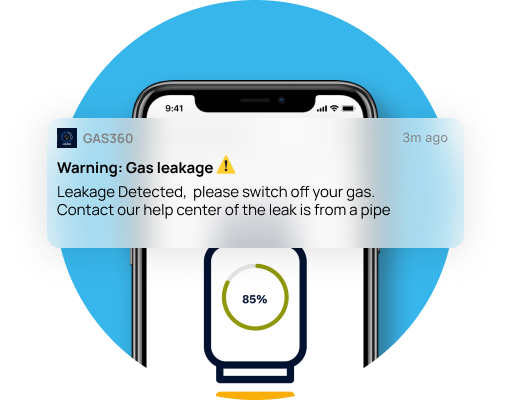 9:41
GAS360
3m ago
Warning: Gas leakage ⚠️
Leakage Detected, please switch off your gas.
Contact our help center of the leak is from a pipe
85%